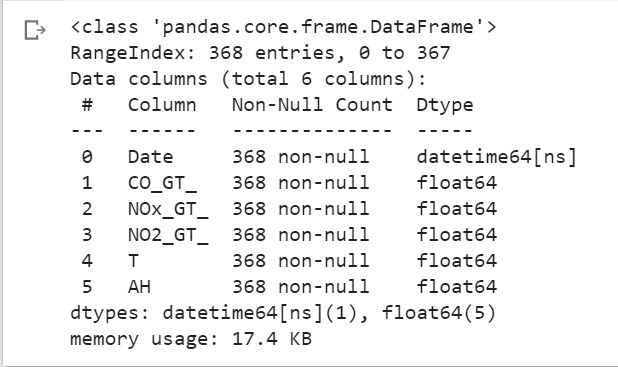 <class 'pandas.core.frame.DataFrame'>
RangeIndex: 368 entries, 0 to 367
Data columns (total 6 columns):
 #   Column   Non-Null Count  Dtype
---  ------   --------------  -----
 0   Date     368 non-null    datetime64[ns]
 1   CO_GT_   368 non-null    float64
 2   NOx_GT_  368 non-null    float64
 3   NO2_GT_  368 non-null    float64
 4   T        368 non-null    float64
 5   AH       368 non-null    float64
dtypes: datetime64[ns](1), float64(5)
memory usage: 17.4 KB